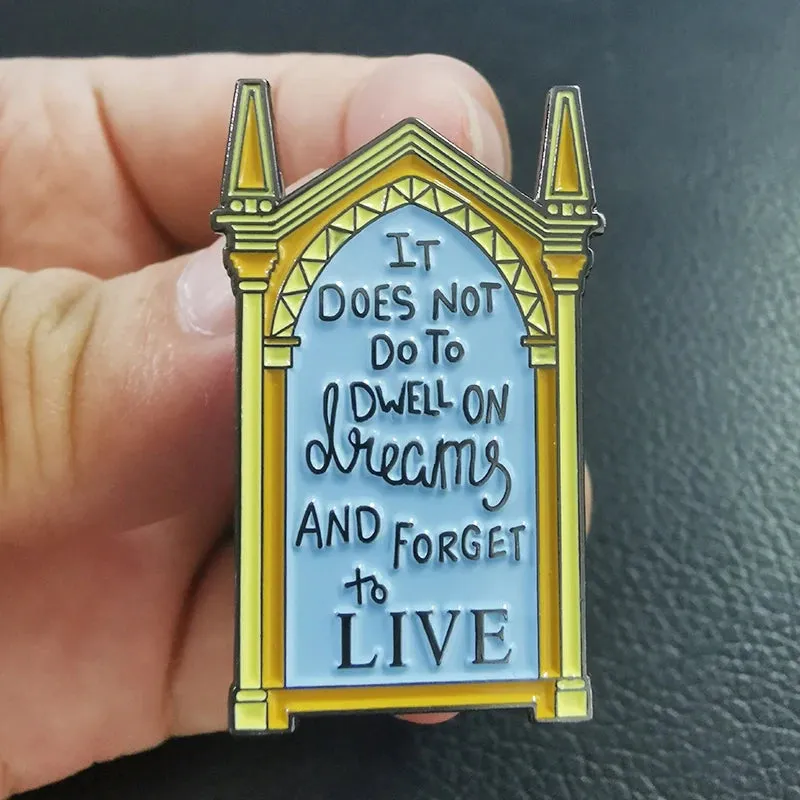 IT
DOES NOT
DO TO
DWELL ON
dreams
AND FORGET
to
LIVE